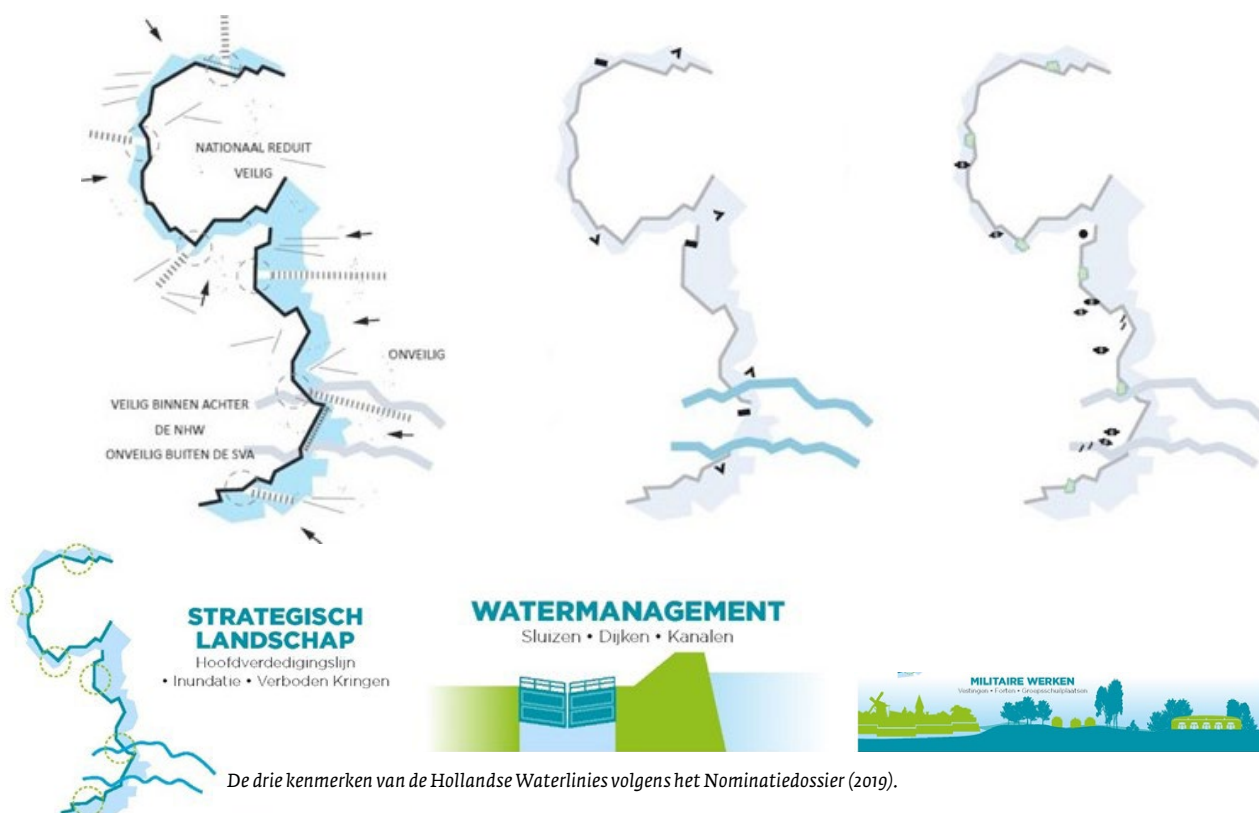 NATIONAAL REDUIT
VEILIG
ONVEILIG
VEILIG BINNEN ACHTER
DE NHW
ONVEILIG BUITEN DE SVA
STRATEGISCH
LANDSCHAP
Hoofdverdedigingslijn
• Inundatie • Verboden Kringen
WATERMANAGEMENT
Sluizen • Dijken • Kanalen
MILITAIRE WERKEN
Vestingen • Forten • Groepsschuilplaatsen
De drie kenmerken van de Hollandse Waterlinies volgens het Nominatiedossier (2019).